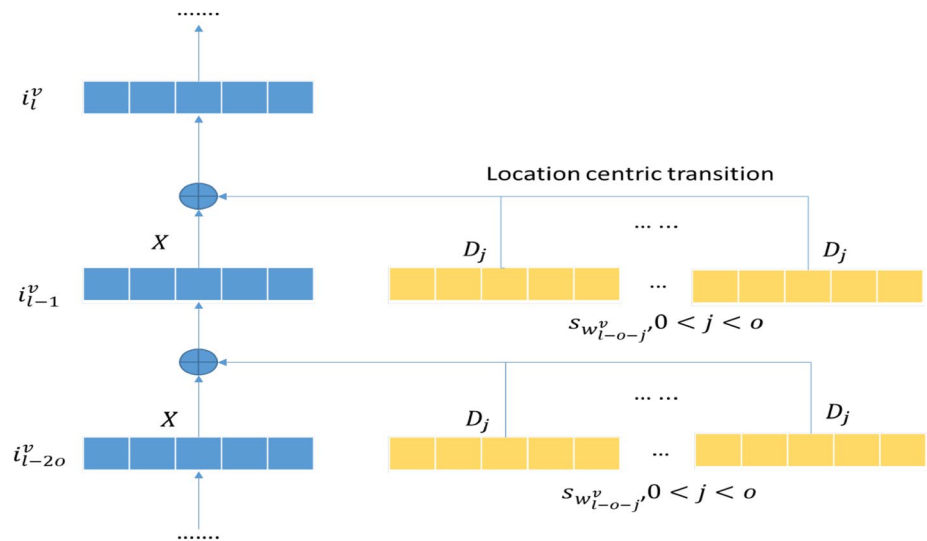 .......
i_l^v
Location centric transition
... ...
X
D_j
D_j
i_{l-1}^v
...
s_{w_{l-o-j}^v}, 0 < j < o
... ...
X
D_j
D_j
i_{l-2o}^v
...
s_{w_{l-o-j}^v}, 0 < j < o
.......